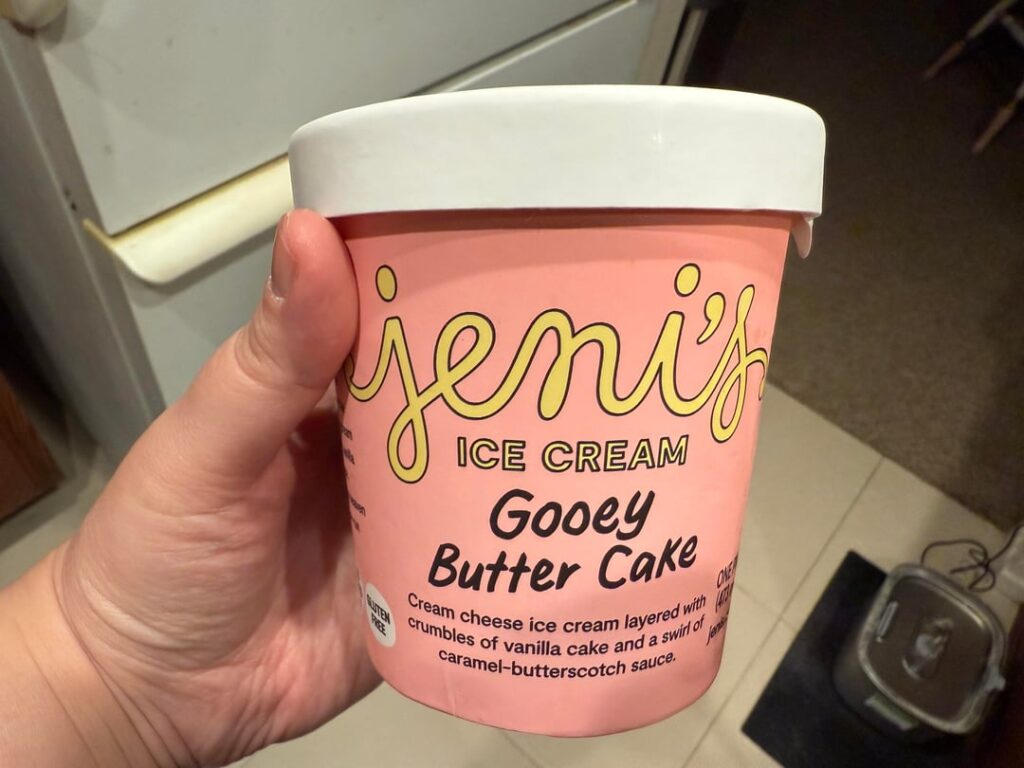 jeni's
ICE CREAM
Gooey
Butter Cake
Cream cheese ice cream layered with
crumbles of vanilla cake and a swirl of
caramel-butterscotch sauce.
GLUTEN
FREE
ONE